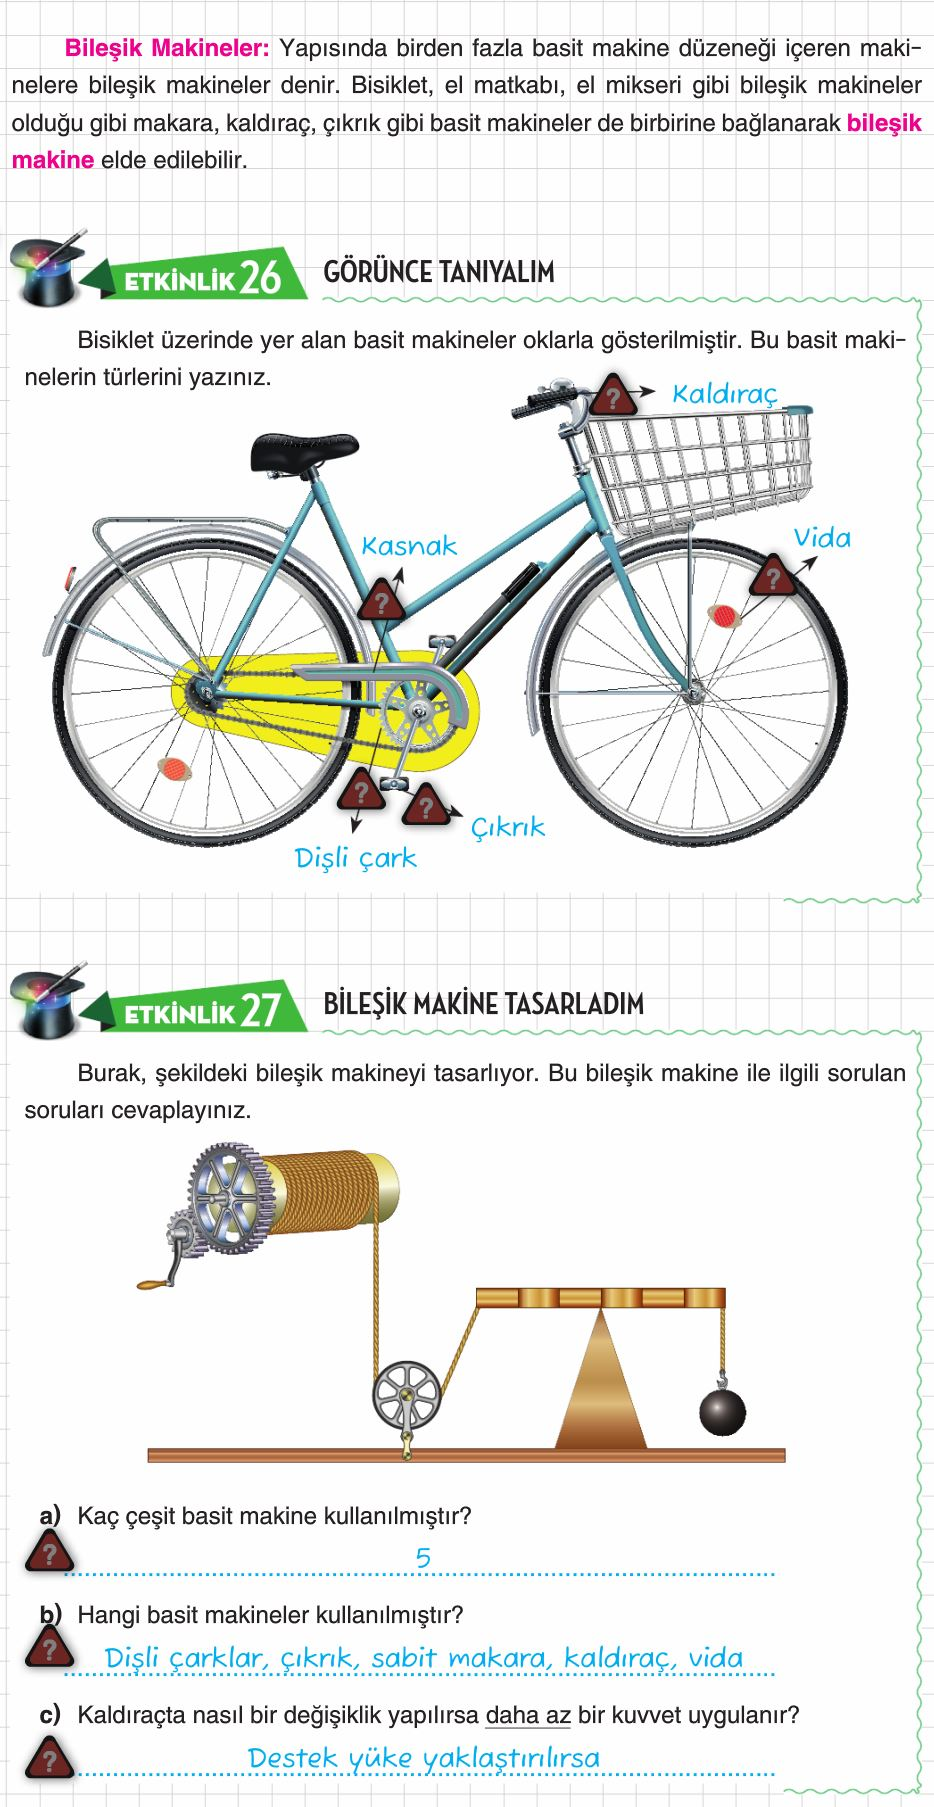 Bileşik Makineler: Yapısında birden fazla basit makine düzeneği içeren maki-
nelere bileşik makineler denir. Bisiklet, el matkabı, el mikseri gibi bileşik makineler
olduğu gibi makara, kaldıraç, çıkrık gibi basit makineler de birbirine bağlanarak bileşik
makine elde edilebilir.
ETKİNLİK 26
GÖRÜNCE TANIYALIM
Bisiklet üzerinde yer alan basit makineler oklarla gösterilmiştir. Bu basit maki-
nelerin türlerini yazınız.
? Kaldıraç
Kasnak
?
Vida
?
?
?
Çıkrık
Dişli çark
ETKİNLİK 27
BİLEŞİK MAKİNE TASARLADIM
Burak, şekildeki bileşik makineyi tasarlıyor. Bu bileşik makine ile ilgili sorulan
soruları cevaplayınız.
a) Kaç çeşit basit makine kullanılmıştır?
? 5
b) Hangi basit makineler kullanılmıştır?
? Dişli çarklar, çıkrık, sabit makara, kaldıraç, vida
c) Kaldıraçta nasıl bir değişiklik yapılırsa daha az bir kuvvet uygulanır?
? Destek yüke yaklaştırılırsa